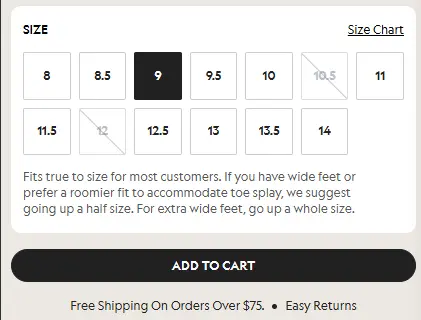 SIZE Size Chart
8 8.5 9 9.5 10 10.5 11
11.5 12 12.5 13 13.5 14
Fits true to size for most customers. If you have wide feet or
prefer a roomier fit to accommodate toe splay, we suggest
going up a half size. For extra wide feet, go up a whole size.
ADD TO CART
Free Shipping On Orders Over $75. • Easy Returns